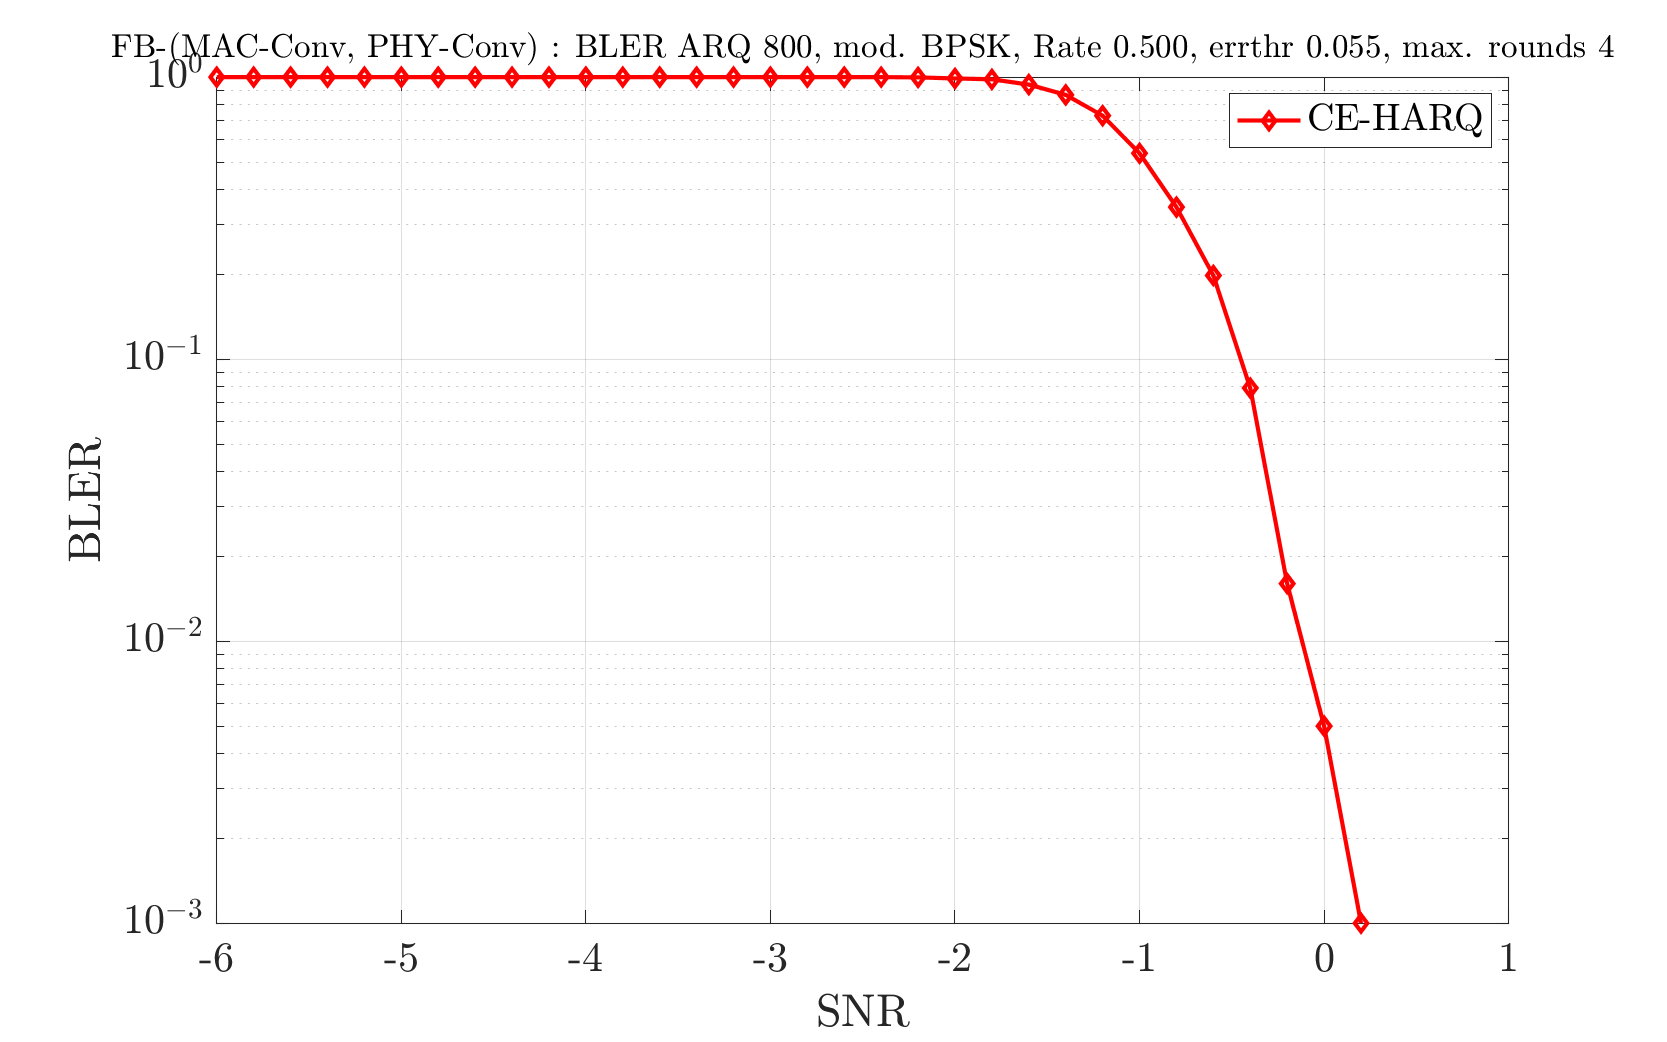 FB-(MAC-Conv, PHY-Conv) : BLER ARQ 800, mod. BPSK, Rate 0.500, errthr 0.055, max. rounds 4
10^0
CE-HARQ
10^{-1}
BLER
10^{-2}
10^{-3}
-6 -5 -4 -3 -2 -1 0 1
SNR